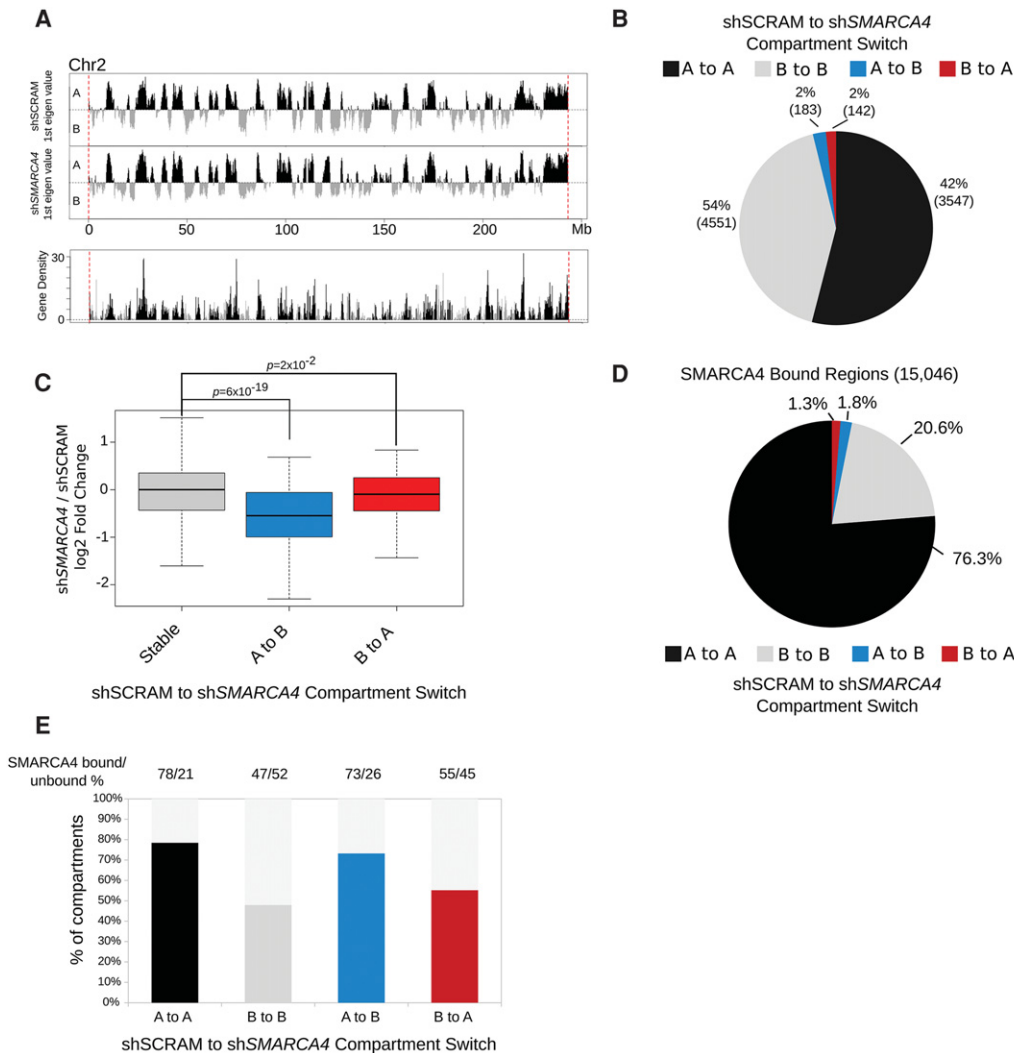 A
Chr2
shSCRAM
1st eigen value
A
B
shSMARCA4
1st eigen value
A
B
0 50 100 150 200 Mb
Gene Density
30
0
B
shSCRAM to shSMARCA4
Compartment Switch
A to A B to B A to B B to A
2%
(183)
2%
(142)
54%
(4551)
42%
(3547)
C
p=2x10-2
p=6x10-19
shSMARCA4 / shSCRAM
log2 Fold Change
1
0
-1
-2
Stable
A to B
B to A
shSCRAM to shSMARCA4 Compartment Switch
D
SMARCA4 Bound Regions (15,046)
1.3%
1.8%
20.6%
76.3%
A to A B to B A to B B to A
shSCRAM to shSMARCA4
Compartment Switch
E
SMARCA4 bound/
unbound %
78/21 47/52 73/26 55/45
% of compartments
100%
90%
80%
70%
60%
50%
40%
30%
20%
10%
0%
A to A B to B A to B B to A
shSCRAM to shSMARCA4 Compartment Switch